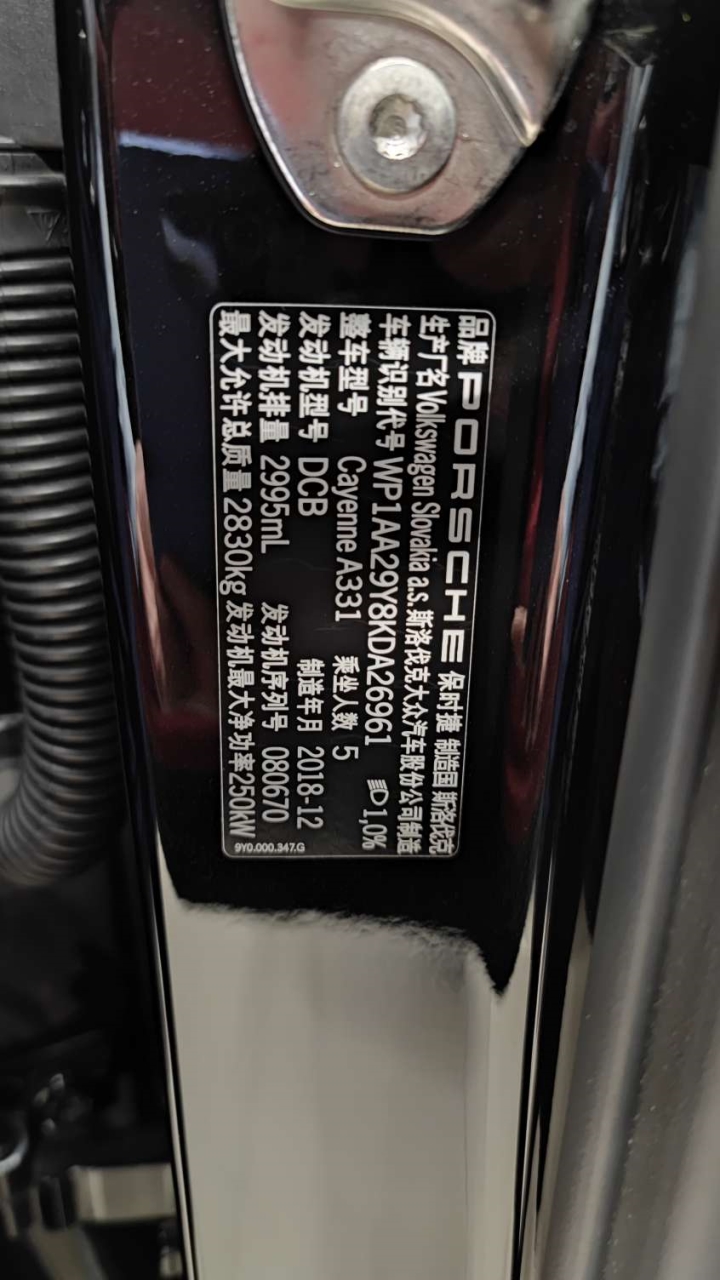 品牌 PORSCHE 保时捷 制造国 斯洛伐克
生产厂名 Volkswagen Slovakia a.s. 斯洛伐克大众汽车股份公司制造
车辆识别代号 WP1AA29Y8KDA26961 1,0%
整车型号 Cayenne A331 乘坐人数 5
发动机型号 DCB 制造年月 2018-12
发动机排量 2995mL 发动机序列号 080670
最大允许总质量 2830kg 发动机最大净功率250kW
9Y0.000.347.G